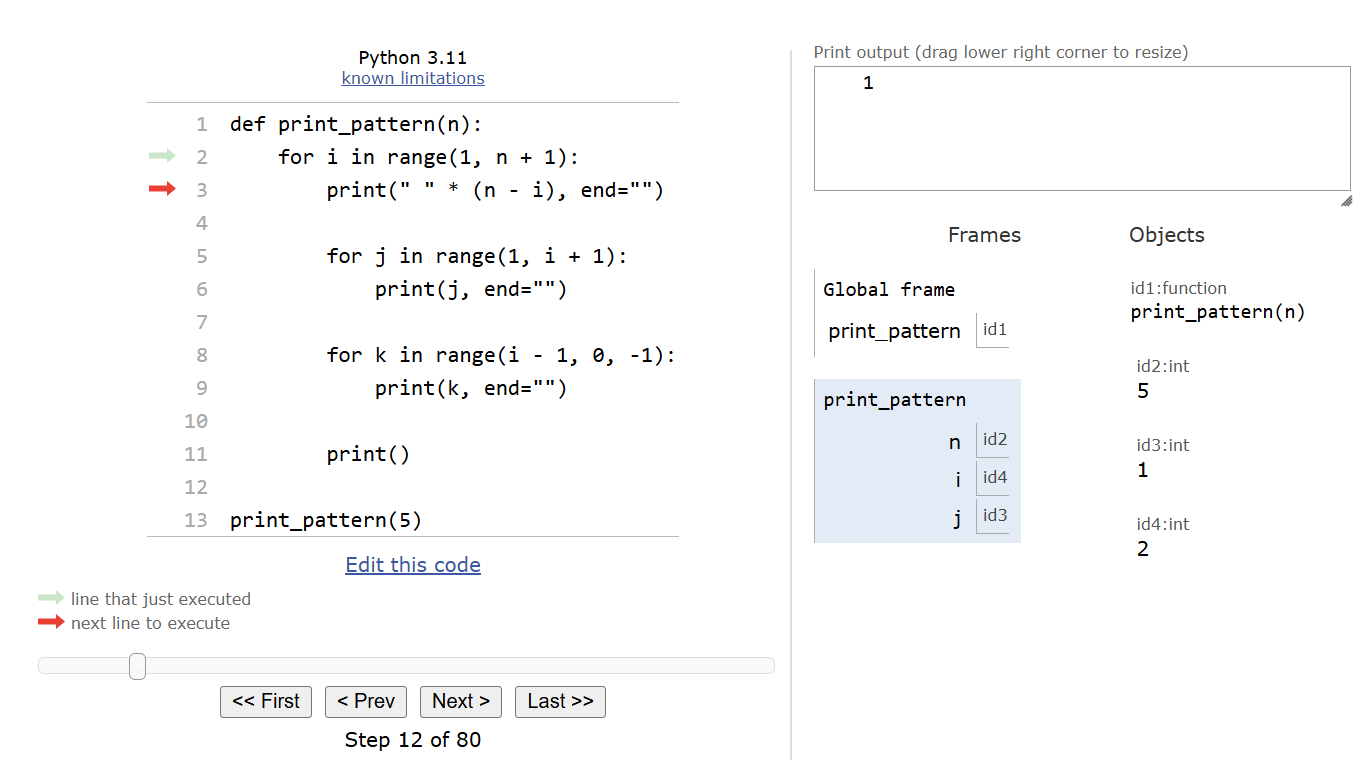 Python 3.11
known limitations
1 def print_pattern(n):
2     for i in range(1, n + 1):
3         print(" " * (n - i), end="")
4
5         for j in range(1, i + 1):
6             print(j, end="")
7
8         for k in range(i - 1, 0, -1):
9             print(k, end="")
10
11         print()
12
13 print_pattern(5)
Edit this code
line that just executed
next line to execute
<< First < Prev Next > Last >>
Step 12 of 80
Print output (drag lower right corner to resize)
    1
Frames Objects
Global frame
print_pattern id1
print_pattern
n id2
i id4
j id3
id1:function
print_pattern(n)
id2:int
5
id3:int
1
id4:int
2